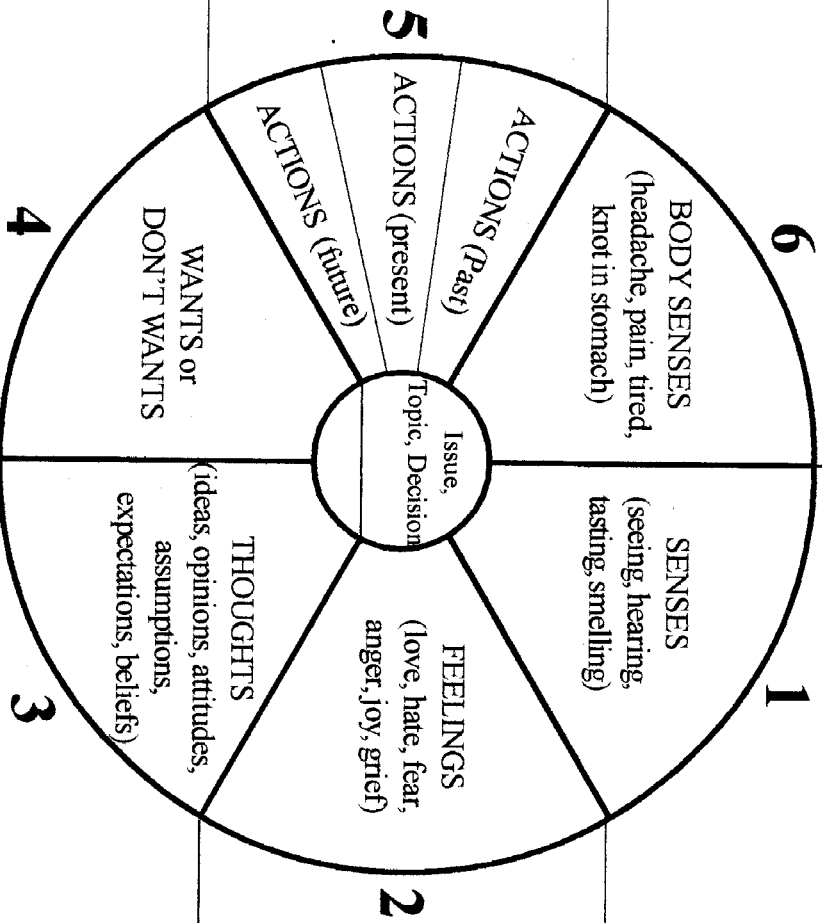 6
BODY SENSES
(headache, pain, tired,
knot in stomach)
1
SENSES
(seeing, hearing,
tasting, smelling)
5
ACTIONS (Past)
ACTIONS (present)
ACTIONS (future)
Issue,
Topic, Decision
2
FEELINGS
(love, hate, fear,
anger, joy, grief)
4
WANTS or
DON'T WANTS
3
THOUGHTS
(ideas, opinions, attitudes,
assumptions,
expectations, beliefs)